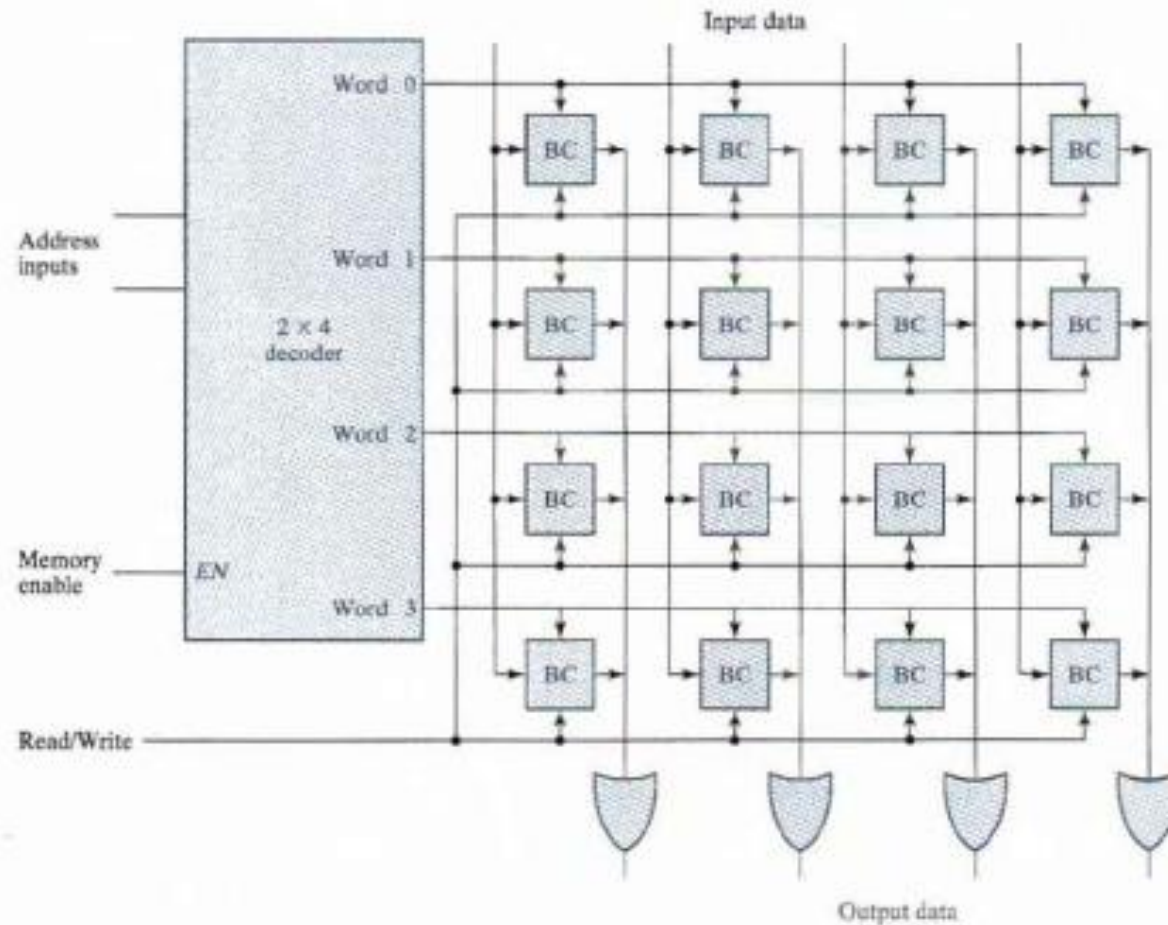 Input data
Word 0
BC BC BC BC
Address
inputs
Word 1
2 × 4
decoder
BC BC BC BC
Word 2
BC BC BC BC
Memory
enable
EN
Word 3
BC BC BC BC
Read/Write
Output data